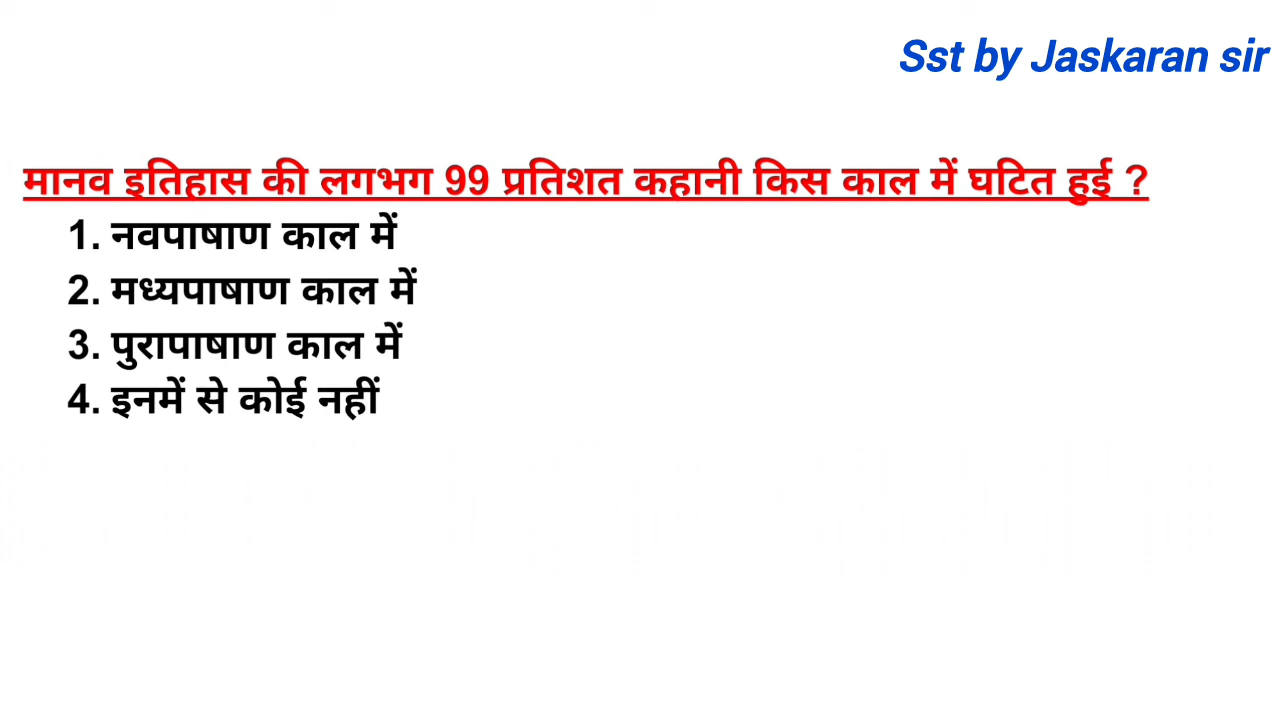 Sst by Jaskaran sir
मानव इतिहास की लगभग 99 प्रतिशत कहानी किस काल में घटित हुई ?
1. नवपाषाण काल में
2. मध्यपाषाण काल में
3. पुरापाषाण काल में
4. इनमें से कोई नहीं